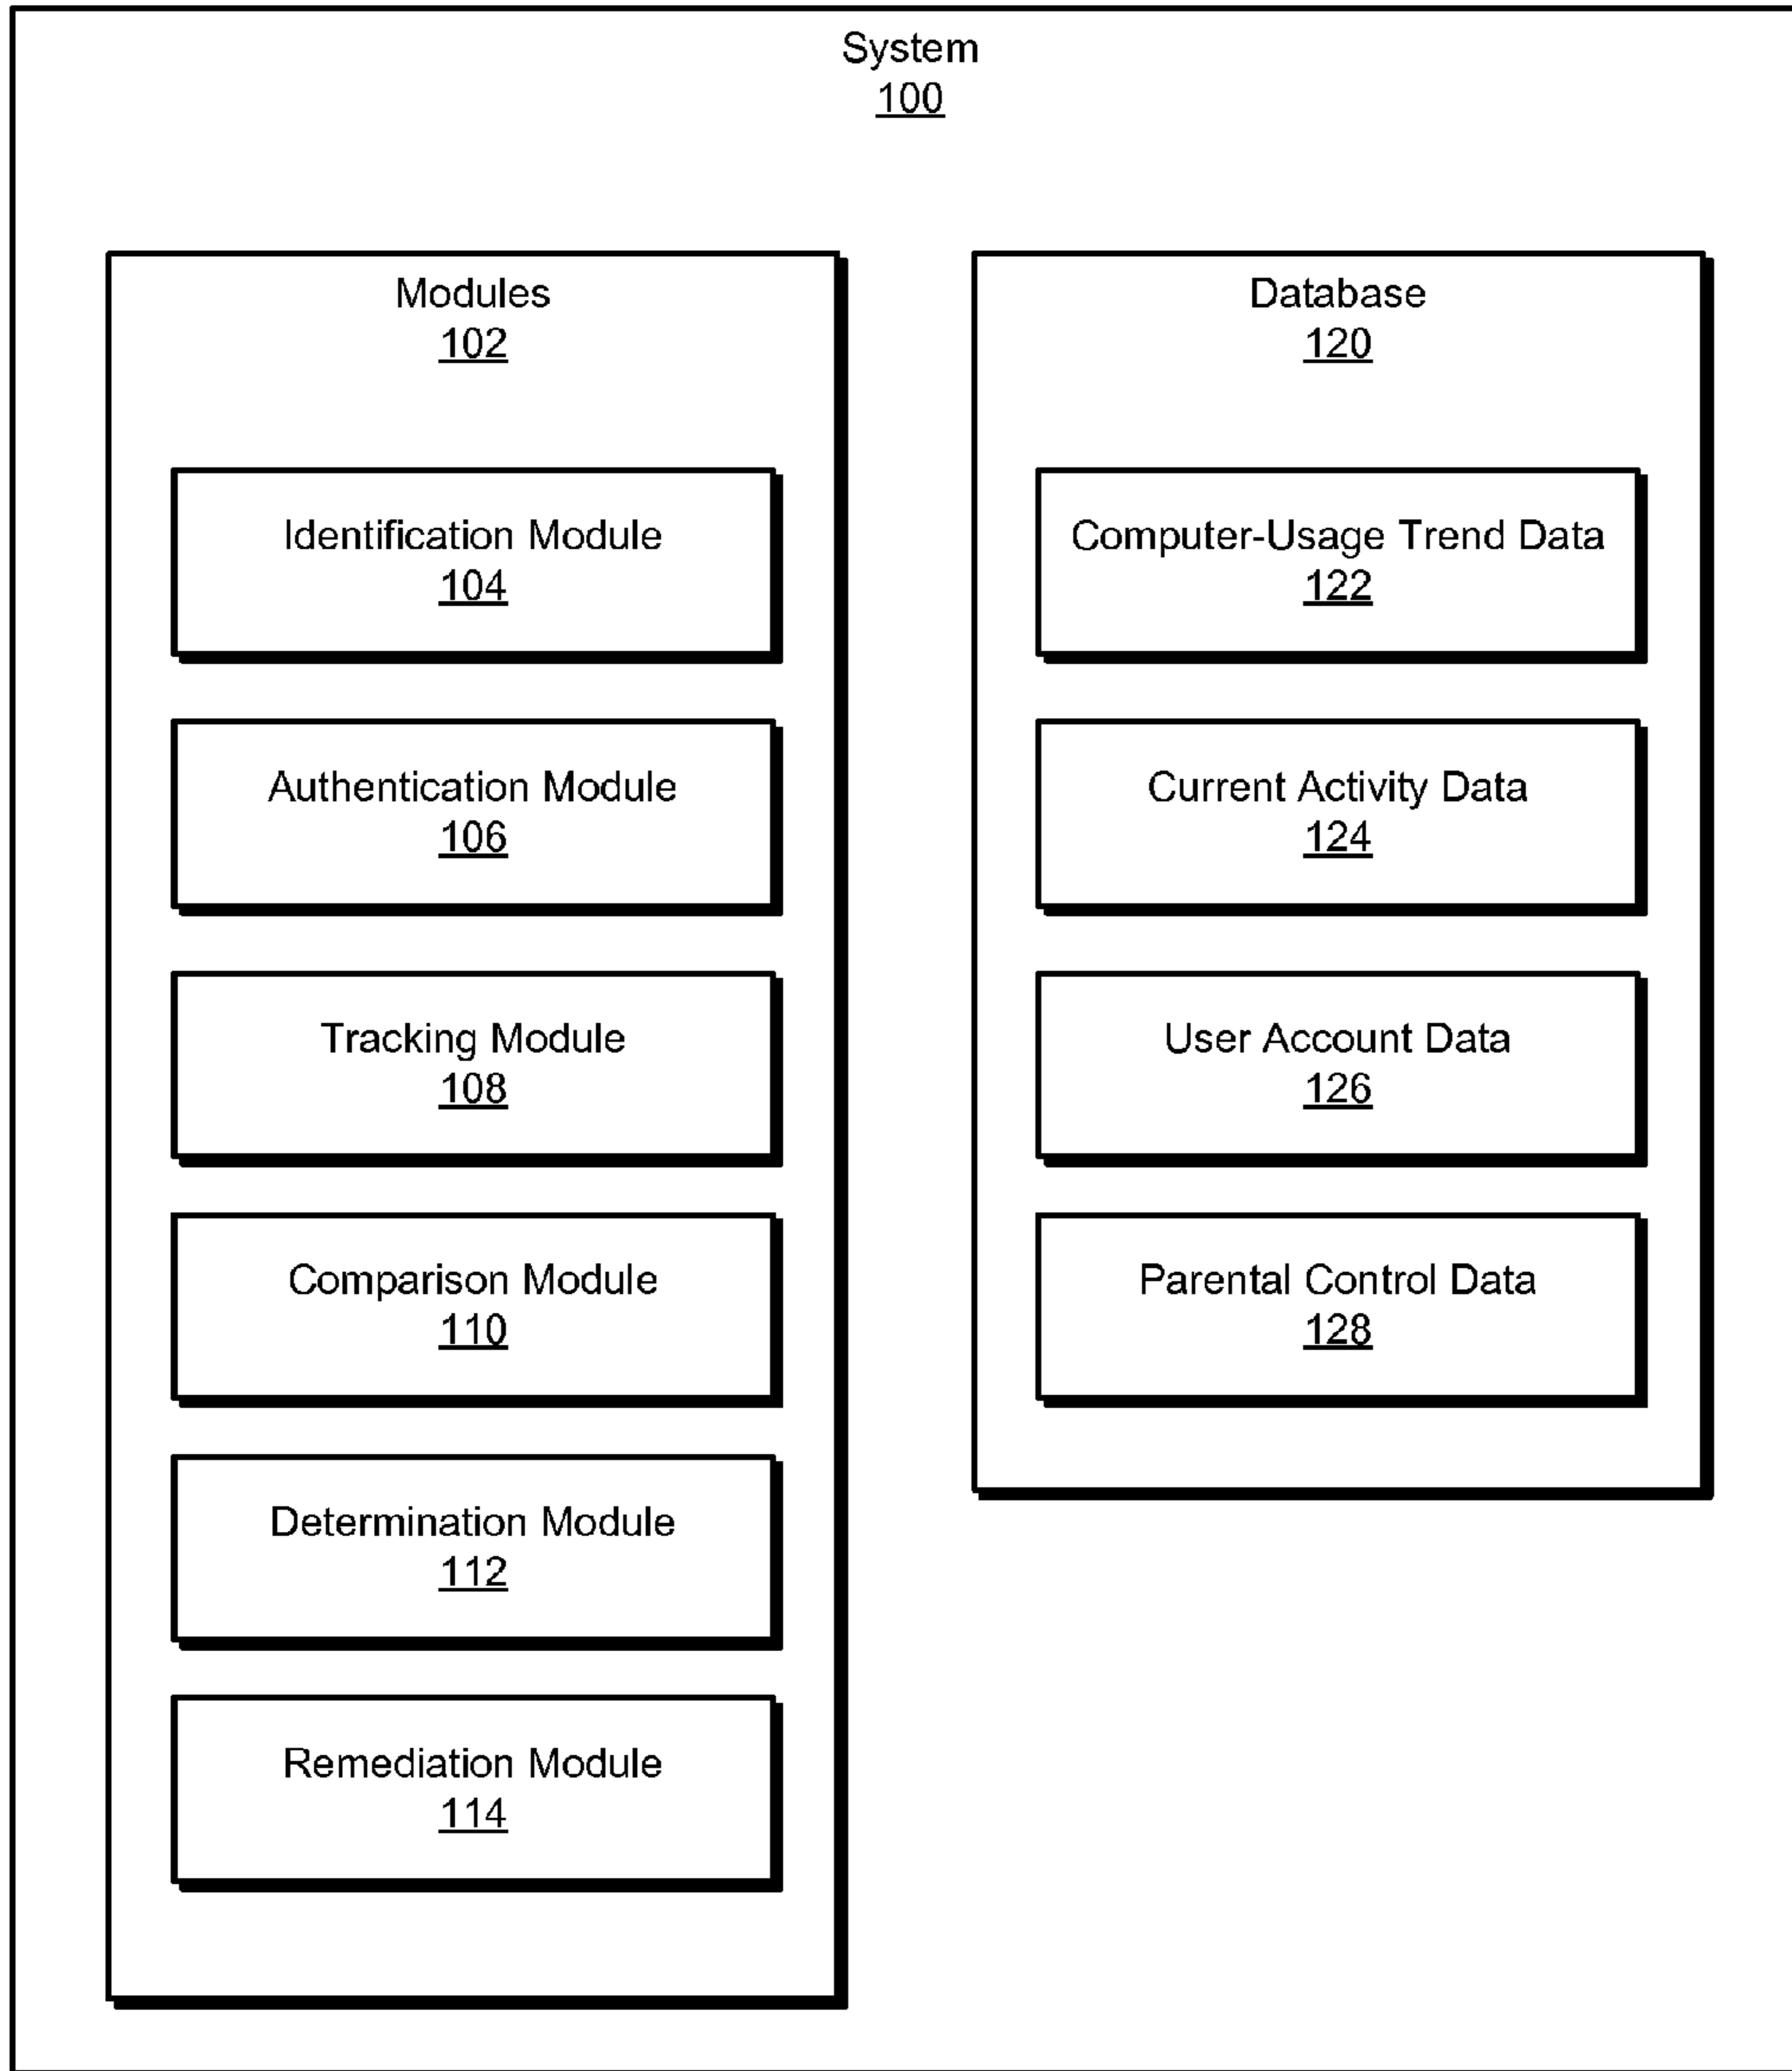 System
100
Modules
102
Identification Module
104
Authentication Module
106
Tracking Module
108
Comparison Module
110
Determination Module
112
Remediation Module
114
Database
120
Computer-Usage Trend Data
122
Current Activity Data
124
User Account Data
126
Parental Control Data
128